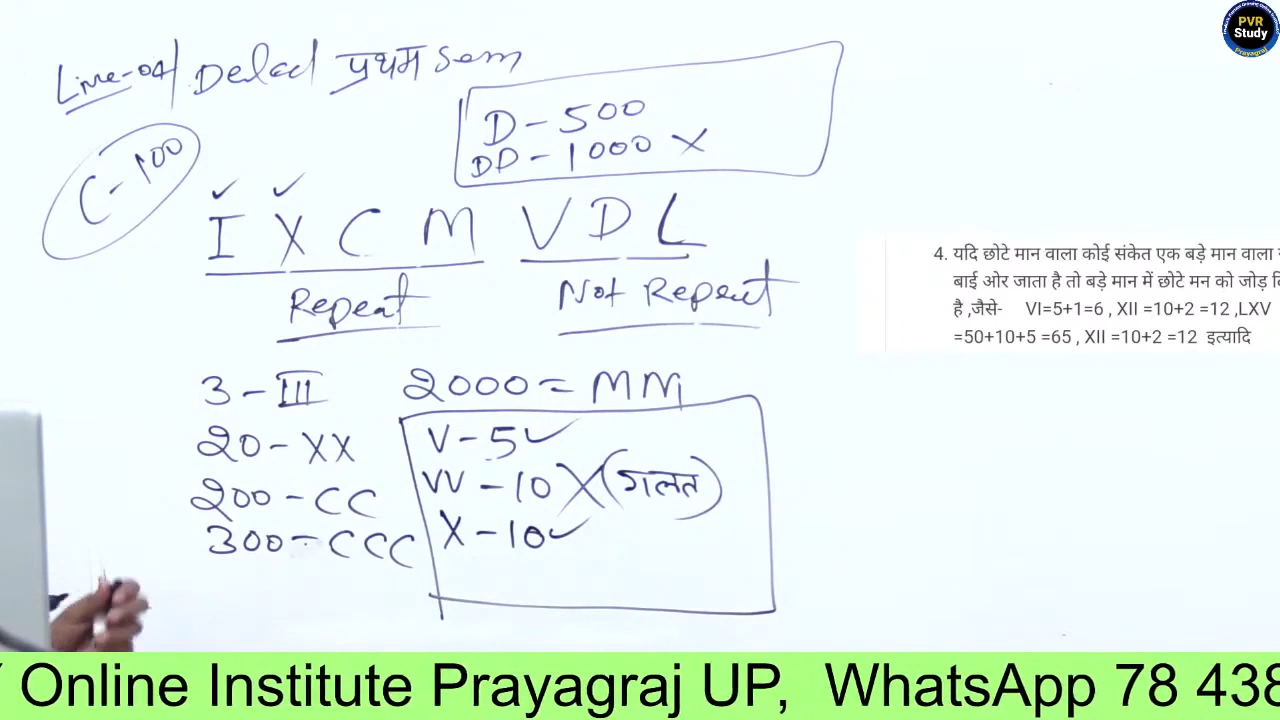 PVR
Study
Prayagraj
Live-04/ Deled प्रथम Sem
D - 500
DD - 1000 X
C - 100
✓ ✓
I X C M V D L
Repeat Not Repeat
3 - III 2000 = MM
20 - XX V - 5 ✓
200 - CC VV - 10 X (गलत)
300 - CCC X - 10 ✓
4. यदि छोटे मान वाला कोई संकेत एक बड़े मान वाला
बाई ओर जाता है तो बड़े मान में छोटे मन को जोड़
है ,जैसे- VI=5+1=6 , XII =10+2 =12 ,LXV
=50+10+5 =65 , XII =10+2 =12 इत्यादि
Online Institute Prayagraj UP, WhatsApp 78 438